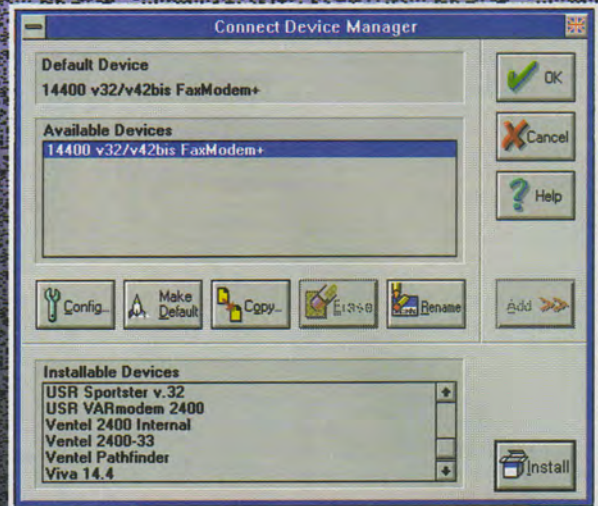 Connect Device Manager
Default Device
14400 v32/v42bis FaxModem+
OK
Available Devices
14400 v32/v42bis FaxModem+
Cancel
Help
Config...
Make
Default
Copy...
Erase
Rename
Add
Installable Devices
USR Sportster v.32
USR VARmodem 2400
Ventel 2400 Internal
Ventel 2400-33
Ventel Pathfinder
Viva 14.4
Install